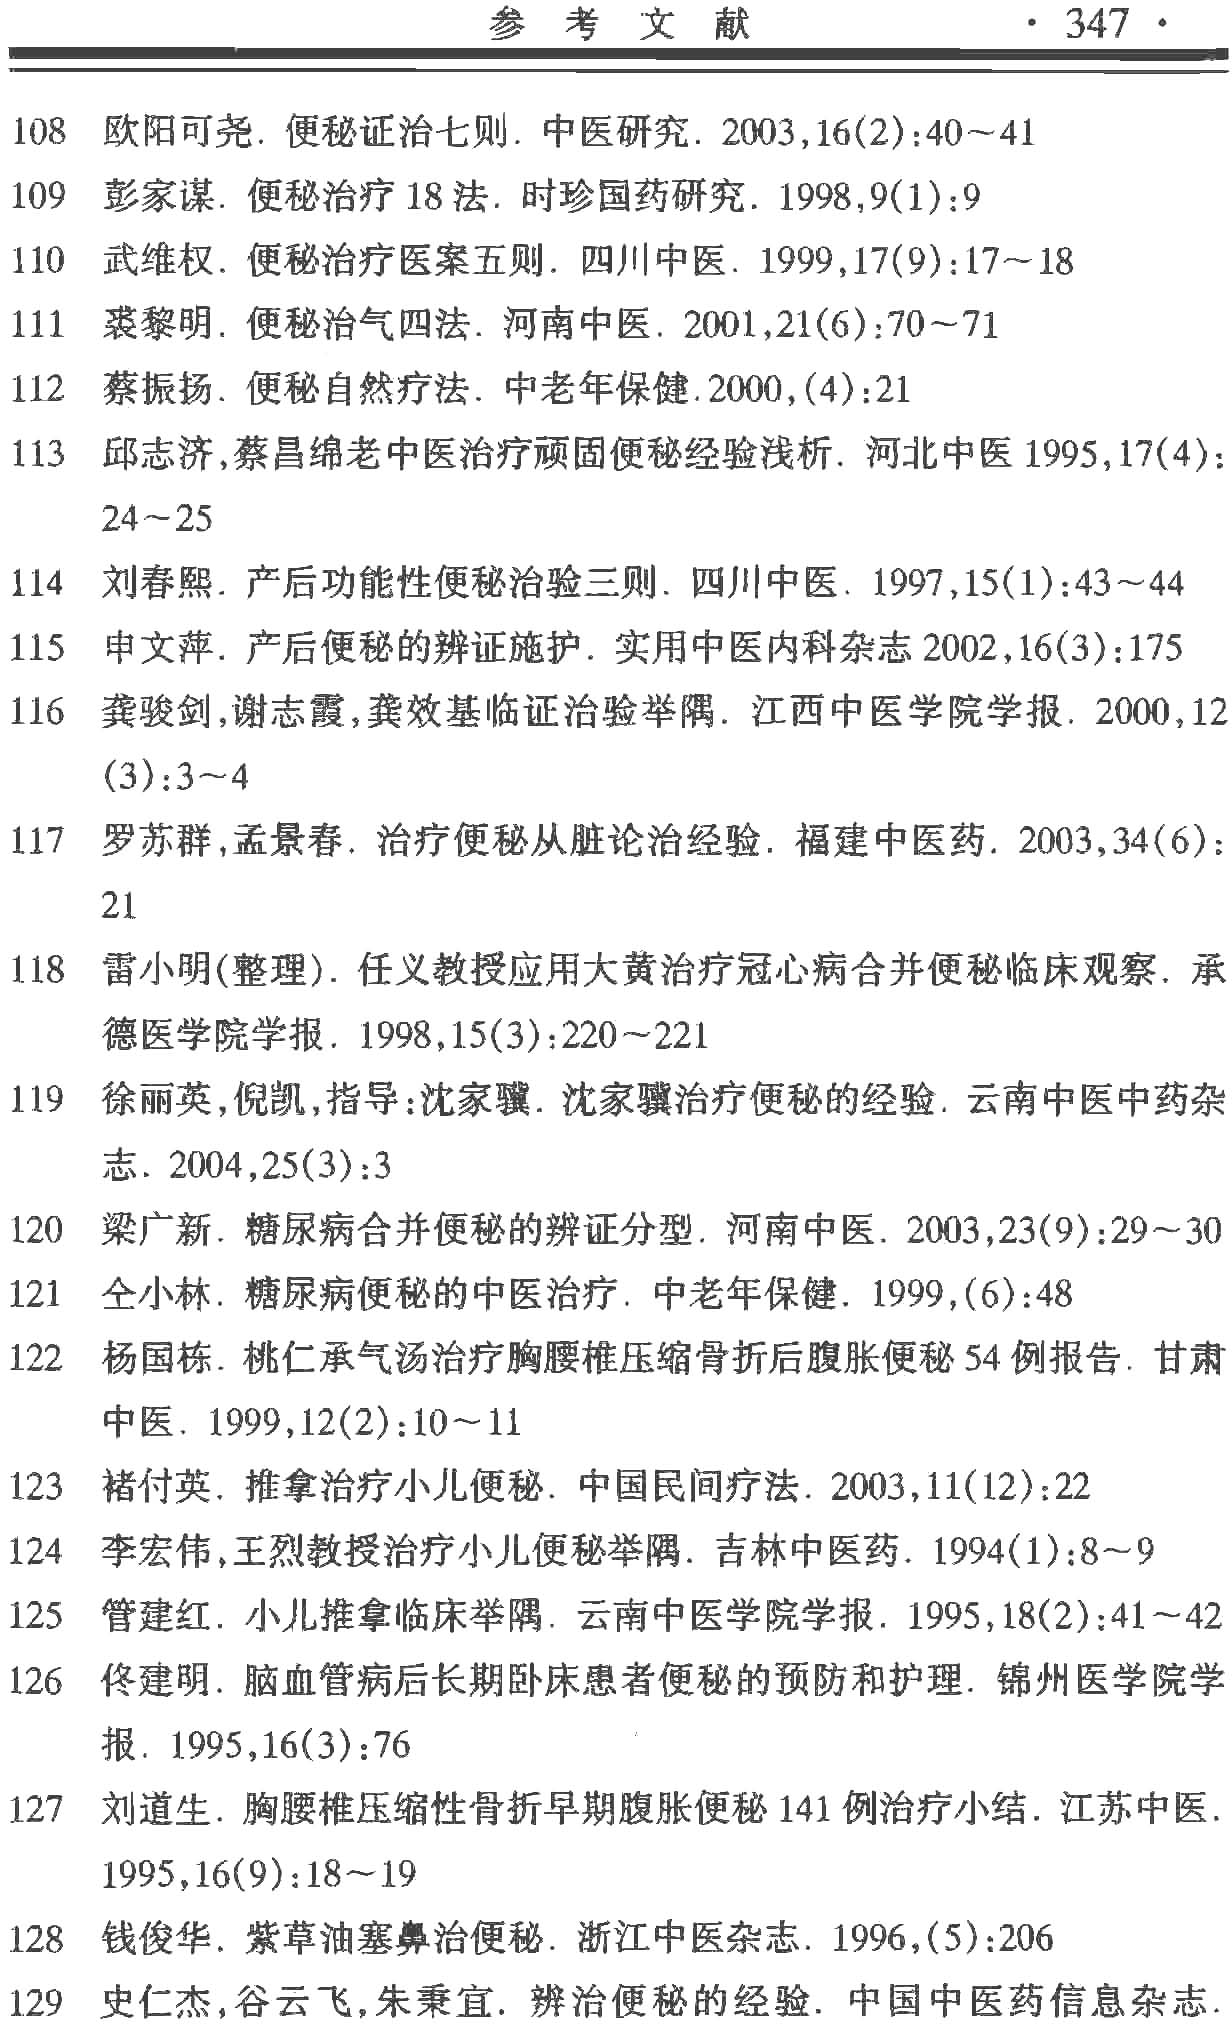 参考文献 · 347 ·
108 欧阳可尧. 便秘证治七则. 中医研究. 2003,16(2):40～41
109 彭家谋. 便秘治疗 18 法. 时珍国药研究. 1998,9(1):9
110 武维权. 便秘治疗医案五则. 四川中医. 1999,17(9):17～18
111 裘黎明. 便秘治气四法. 河南中医. 2001,21(6):70～71
112 蔡振扬. 便秘自然疗法. 中老年保健.2000,(4):21
113 邱志济,蔡昌绵老中医治疗顽固便秘经验浅析. 河北中医 1995,17(4):
24～25
114 刘春熙. 产后功能性便秘治验三则. 四川中医. 1997,15(1):43～44
115 申文萍. 产后便秘的辨证施护. 实用中医内科杂志 2002,16(3):175
116 龚骏剑,谢志霞,龚效基临证治验举隅. 江西中医学院学报. 2000,12
(3):3～4
117 罗苏群,孟景春. 治疗便秘从脏论治经验. 福建中医药. 2003,34(6):
21
118 雷小明(整理). 任义教授应用大黄治疗冠心病合并便秘临床观察. 承
德医学院学报. 1998,15(3):220～221
119 徐丽英,倪凯,指导:沈家骥. 沈家骥治疗便秘的经验. 云南中医中药杂
志. 2004,25(3):3
120 梁广新. 糖尿病合并便秘的辨证分型. 河南中医. 2003,23(9):29～30
121 仝小林. 糖尿病便秘的中医治疗. 中老年保健. 1999,(6):48
122 杨国栋. 桃仁承气汤治疗胸腰椎压缩骨折后腹胀便秘 54 例报告. 甘肃
中医. 1999,12(2):10～11
123 褚付英. 推拿治疗小儿便秘. 中国民间疗法. 2003,11(12):22
124 李宏伟,王烈教授治疗小儿便秘举隅. 吉林中医药. 1994(1):8～9
125 管建红. 小儿推拿临床举隅. 云南中医学院学报. 1995,18(2):41～42
126 佟建明. 脑血管病后长期卧床患者便秘的预防和护理. 锦州医学院学
报. 1995,16(3):76
127 刘道生. 胸腰椎压缩性骨折早期腹胀便秘 141 例治疗小结. 江苏中医.
1995,16(9):18～19
128 钱俊华. 紫草油塞鼻治便秘. 浙江中医杂志. 1996,(5):206
129 史仁杰,谷云飞,朱秉宜. 辨治便秘的经验. 中国中医药信息杂志.